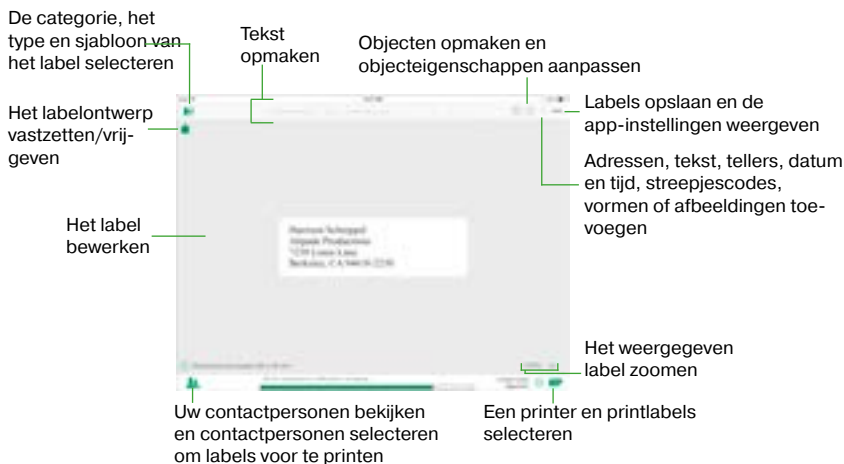 De categorie, het
type en sjabloon van
het label selecteren
Tekst
opmaken
Objecten opmaken en
objecteigenschappen aanpassen
Het labelontwerp
vastzetten/vrij-
geven
Labels opslaan en de
app-instellingen weergeven
Adressen, tekst, tellers, datum
en tijd, streepjescodes,
vormen of afbeeldingen toe-
voegen
Het label
bewerken
Het weergegeven
label zoomen
Uw contactpersonen bekijken
en contactpersonen selecteren
om labels voor te printen
Een printer en printlabels
selecteren